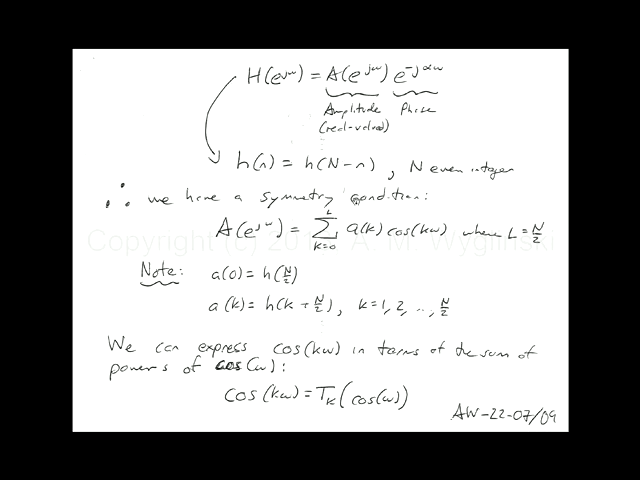 H(e^{jω}) = A(e^{jω}) e^{-jαω}
Amplitude Phase
(real-valued)
h(n) = h(N-n), N even integer
∴ we have a symmetry condition:
A(e^{jω}) = Σ_{k=0}^{L} a(k) cos(kω) where L = N/2
Copyright (c) A. M. Wyglinski
Note: a(0) = h(N/2)
a(k) = h(k + N/2), k = 1, 2, .., N/2
We can express cos(kω) in terms of the sum of
powers of cos(ω):
cos(kω) = T_k(cos(ω))
AW-22-07/09